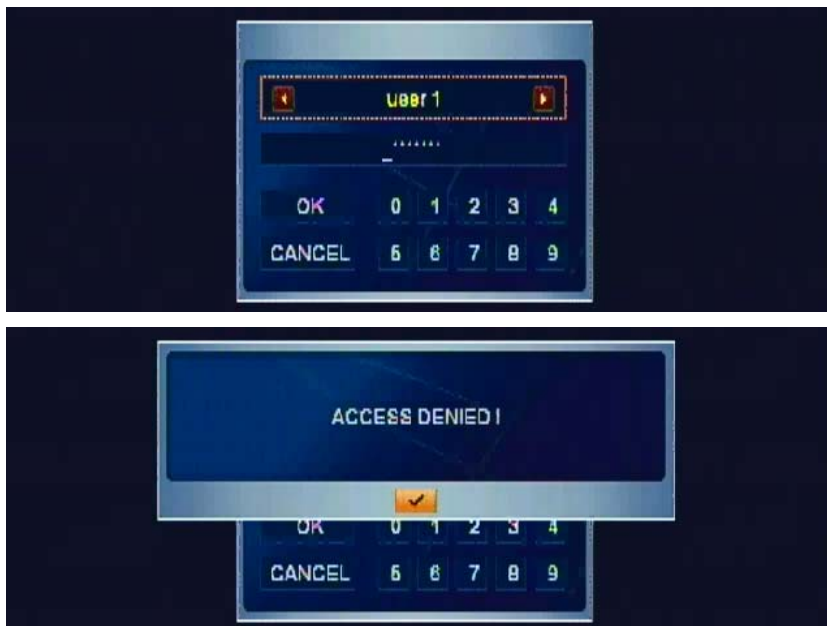 user 1
_*******
OK 0 1 2 3 4
CANCEL 5 6 7 8 9
ACCESS DENIED !
OK 0 1 2 3 4
CANCEL 5 6 7 8 9